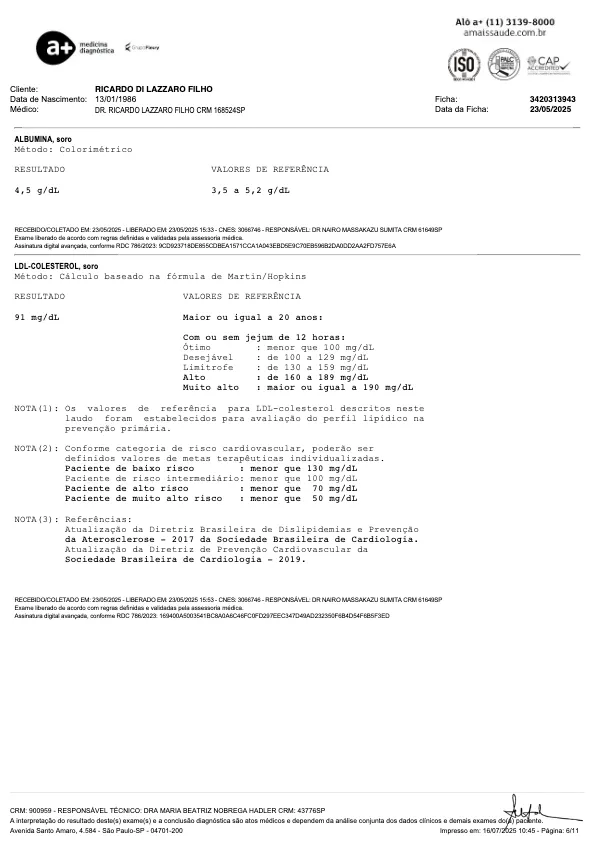 Alô a+ (11) 3139-8000
amaissaude.com.br
a+ medicina diagnóstica GrupoFleury
ISO PALC CAP ACCREDITED
Cliente: RICARDO DI LAZZARO FILHO
Data de Nascimento: 13/01/1986 Ficha: 3420313943
Médico: DR. RICARDO LAZZARO FILHO CRM 168524SP Data da Ficha: 23/05/2025
ALBUMINA, soro
Método: Colorimétrico
RESULTADO VALORES DE REFERÊNCIA
4,5 g/dL 3,5 a 5,2 g/dL
RECEBIDO/COLETADO EM: 23/05/2025 - LIBERADO EM: 23/05/2025 15:33 - CNES: 3066746 - RESPONSÁVEL: DR NAIRO MASSAKAZU SUMITA CRM 61649SP
Exame liberado de acordo com regras definidas e validadas pela assessoria médica.
Assinatura digital avançada, conforme RDC 786/2023: 9CD923718DE855CDBEA1571CCA1A043EBD5E9C70EB596B2DA0DD2AA2FD757E6A
LDL-COLESTEROL, soro
Método: Cálculo baseado na fórmula de Martin/Hopkins
RESULTADO VALORES DE REFERÊNCIA
91 mg/dL Maior ou igual a 20 anos:
Com ou sem jejum de 12 horas:
Ótimo : menor que 100 mg/dL
Desejável : de 100 a 129 mg/dL
Limítrofe : de 130 a 159 mg/dL
Alto : de 160 a 189 mg/dL
Muito alto : maior ou igual a 190 mg/dL
NOTA(1): Os valores de referência para LDL-colesterol descritos neste
laudo foram estabelecidos para avaliação do perfil lipídico na
prevenção primária.
NOTA(2): Conforme categoria de risco cardiovascular, poderão ser
definidos valores de metas terapêuticas individualizadas.
Paciente de baixo risco : menor que 130 mg/dL
Paciente de risco intermediário: menor que 100 mg/dL
Paciente de alto risco : menor que 70 mg/dL
Paciente de muito alto risco : menor que 50 mg/dL
NOTA(3): Referências:
Atualização da Diretriz Brasileira de Dislipidemias e Prevenção
da Aterosclerose - 2017 da Sociedade Brasileira de Cardiologia.
Atualização da Diretriz de Prevenção Cardiovascular da
Sociedade Brasileira de Cardiologia - 2019.
RECEBIDO/COLETADO EM: 23/05/2025 - LIBERADO EM: 23/05/2025 15:53 - CNES: 3066746 - RESPONSÁVEL: DR NAIRO MASSAKAZU SUMITA CRM 61649SP
Exame liberado de acordo com regras definidas e validadas pela assessoria médica.
Assinatura digital avançada, conforme RDC 786/2023: 169400A5003541BC8A0A6C46FC0FD297EEC347D49AD232350F6B4D54F6B5F3ED
CRM: 900959 - RESPONSÁVEL TÉCNICO: DRA MARIA BEATRIZ NOBREGA HADLER CRM: 43776SP
A interpretação do resultado deste(s) exame(s) e a conclusão diagnóstica são atos médicos e dependem da análise conjunta dos dados clínicos e demais exames do(a) paciente.
Avenida Santo Amaro, 4.584 - São Paulo-SP - 04701-200 Impresso em: 16/07/2025 10:45 - Página: 6/11